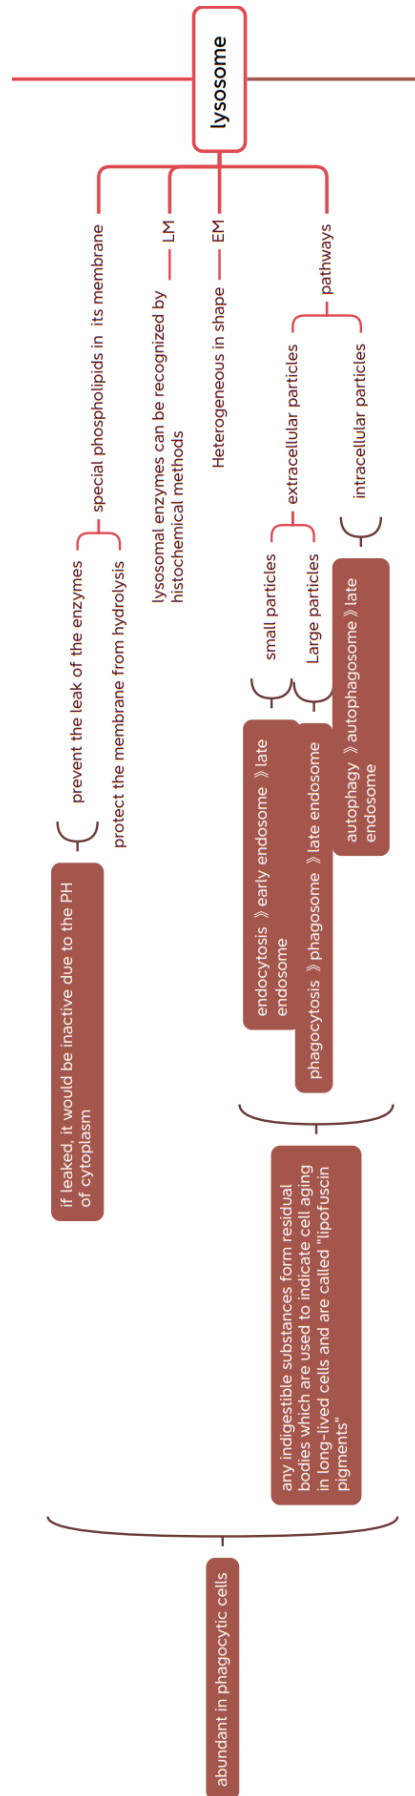 lysosome
special phospholipids in its membrane
prevent the leak of the enzymes
if leaked, it would be inactive due to the PH
of cytoplasm
protect the membrane from hydrolysis
LM
lysosomal enzymes can be recognized by
histochemical methods
EM
Heterogeneous in shape
pathways
extracellular particles
small particles
endocytosis 》early endosome 》late
endosome
Large particles
phagocytosis 》phagosome 》late endosome
intracellular particles
autophagy 》autophagosome 》late
endosome
any indigestible substances form residual
bodies which are used to indicate cell aging
in long-lived cells and are called "lipofuscin
pigments"
abundant in phagocytic cells